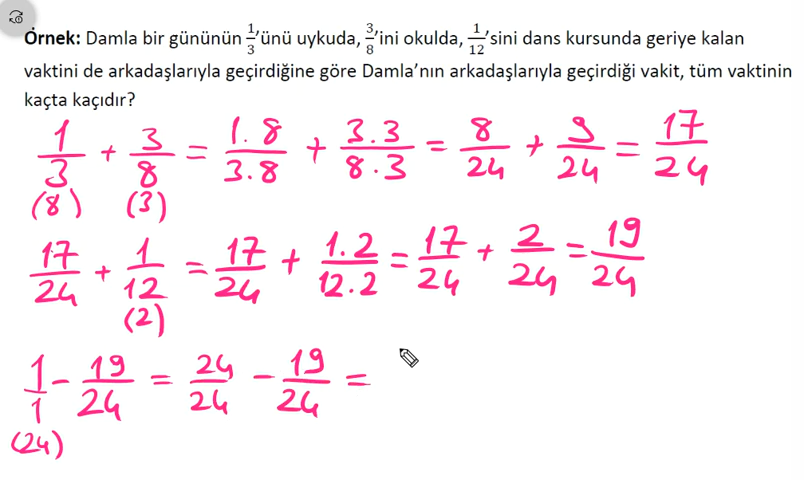 Örnek: Damla bir gününün 1/3'ünü uykuda, 3/8'ini okulda, 1/12'sini dans kursunda geriye kalan
vaktini de arkadaşlarıyla geçirdiğine göre Damla'nın arkadaşlarıyla geçirdiği vakit, tüm vaktinin
kaçta kaçıdır?
1/3 + 3/8 = 1.8/3.8 + 3.3/8.3 = 8/24 + 9/24 = 17/24
(8) (3)
17/24 + 1/12 = 17/24 + 1.2/12.2 = 17/24 + 2/24 = 19/24
(2)
1/1 - 19/24 = 24/24 - 19/24 =
(24)